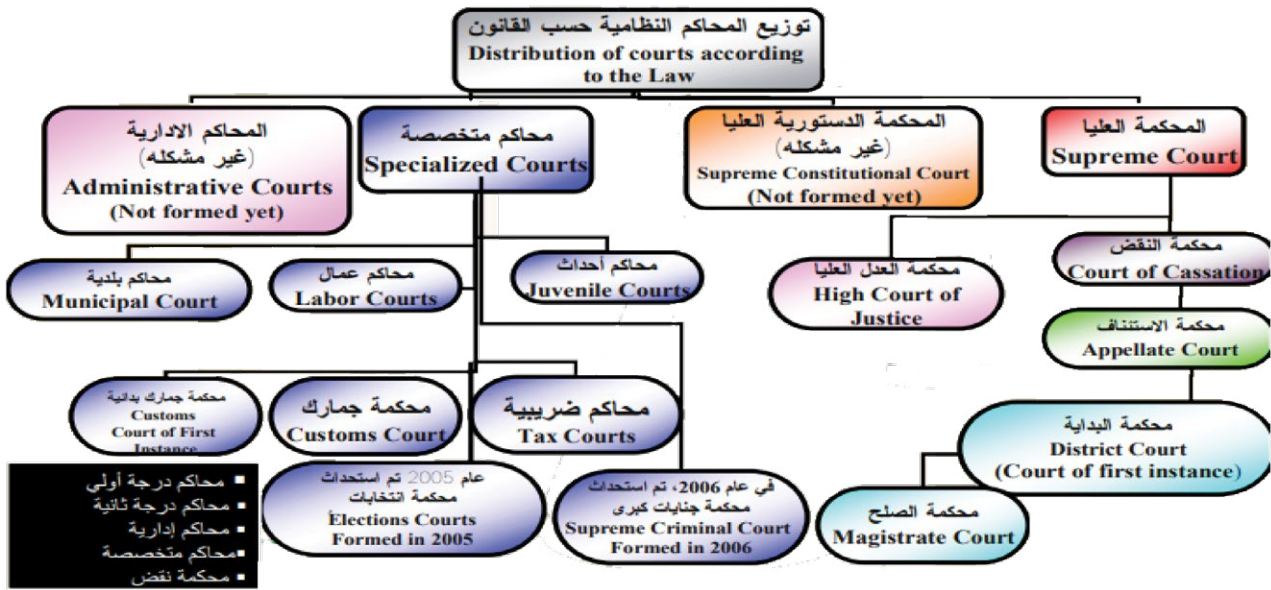 توزيع المحاكم النظامية حسب القانون
Distribution of courts according
to the Law
المحاكم الادارية
(غير مشكله)
Administrative Courts
(Not formed yet)
محاكم متخصصة
Specialized Courts
المحكمة الدستورية العليا
(غير مشكله)
Supreme Constitutional Court
(Not formed yet)
المحكمة العليا
Supreme Court
محاكم بلدية
Municipal Court
محاكم عمال
Labor Courts
محاكم أحداث
Juvenile Courts
محكمة العدل العليا
High Court of
Justice
محكمة النقض
Court of Cassation
محكمة الاستئناف
Appellate Court
محكمة جمارك بدائية
Customs
Court of First
Instance
محكمة جمارك
Customs Court
محاكم ضريبية
Tax Courts
محكمة البداية
District Court
(Court of first instance)
عام 2005 تم استحداث
محكمة انتخابات
Elections Courts
Formed in 2005
في عام 2006، تم استحداث
محكمة جنايات كبرى
Supreme Criminal Court
Formed in 2006
محكمة الصلح
Magistrate Court
▪ محاكم درجة أولى
▪ محاكم درجة ثانية
▪ محاكم إدارية
▪محاكم متخصصة
▪ محكمة نقض